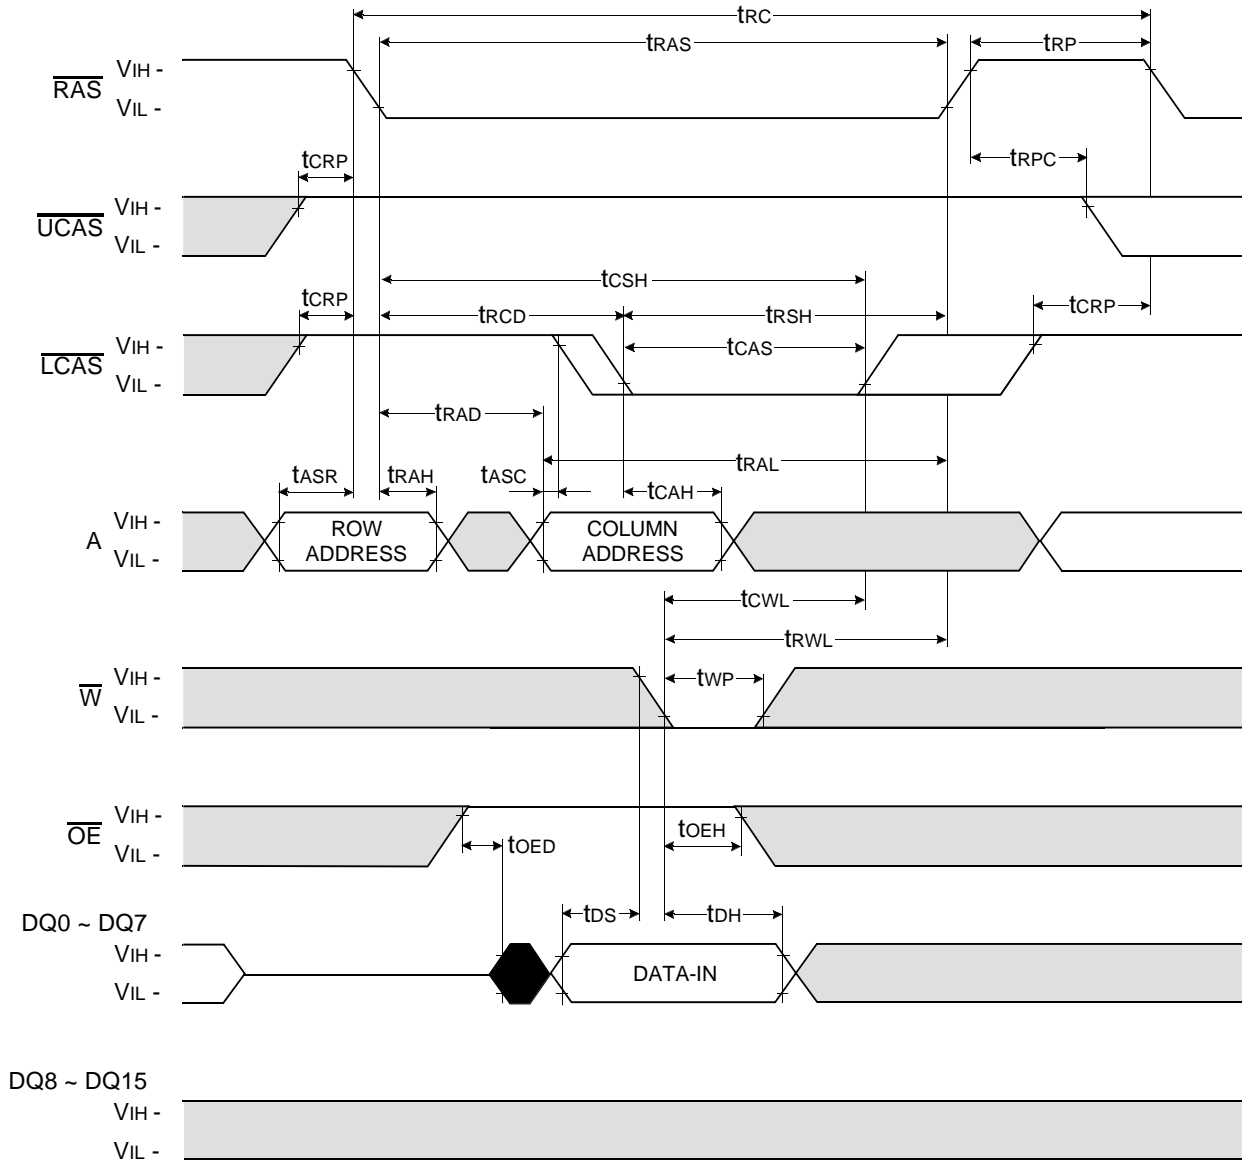 tRC
tRAS
tRP
RAS
VIH -
VIL -
tCRP
tRPC
UCAS
VIH -
VIL -
tCSH
tCRP
tRCD
tRSH
tCRP
LCAS
VIH -
VIL -
tCAS
tRAD
tRAL
tASR
tRAH
tASC
tCAH
A
VIH -
VIL -
ROW
ADDRESS
COLUMN
ADDRESS
tCWL
tRWL
W
VIH -
VIL -
tWP
OE
VIH -
VIL -
tOED
tOEH
DQ0 ~ DQ7
VIH -
VIL -
tDS
tDH
DATA-IN
DQ8 ~ DQ15
VIH -
VIL -